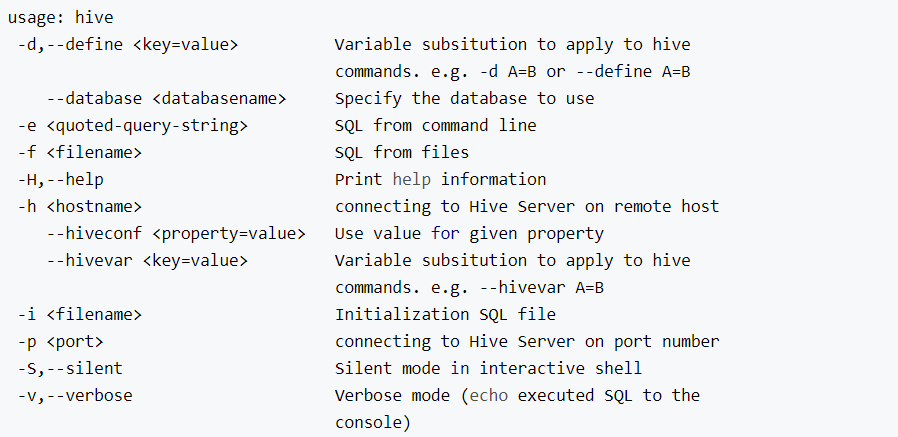 usage: hive
-d,--define <key=value> Variable subsitution to apply to hive
commands. e.g. -d A=B or --define A=B
--database <databasename> Specify the database to use
-e <quoted-query-string> SQL from command line
-f <filename> SQL from files
-H,--help Print help information
-h <hostname> connecting to Hive Server on remote host
--hiveconf <property=value> Use value for given property
--hivevar <key=value> Variable subsitution to apply to hive
commands. e.g. --hivevar A=B
-i <filename> Initialization SQL file
-p <port> connecting to Hive Server on port number
-S,--silent Silent mode in interactive shell
-v,--verbose Verbose mode (echo executed SQL to the
console)